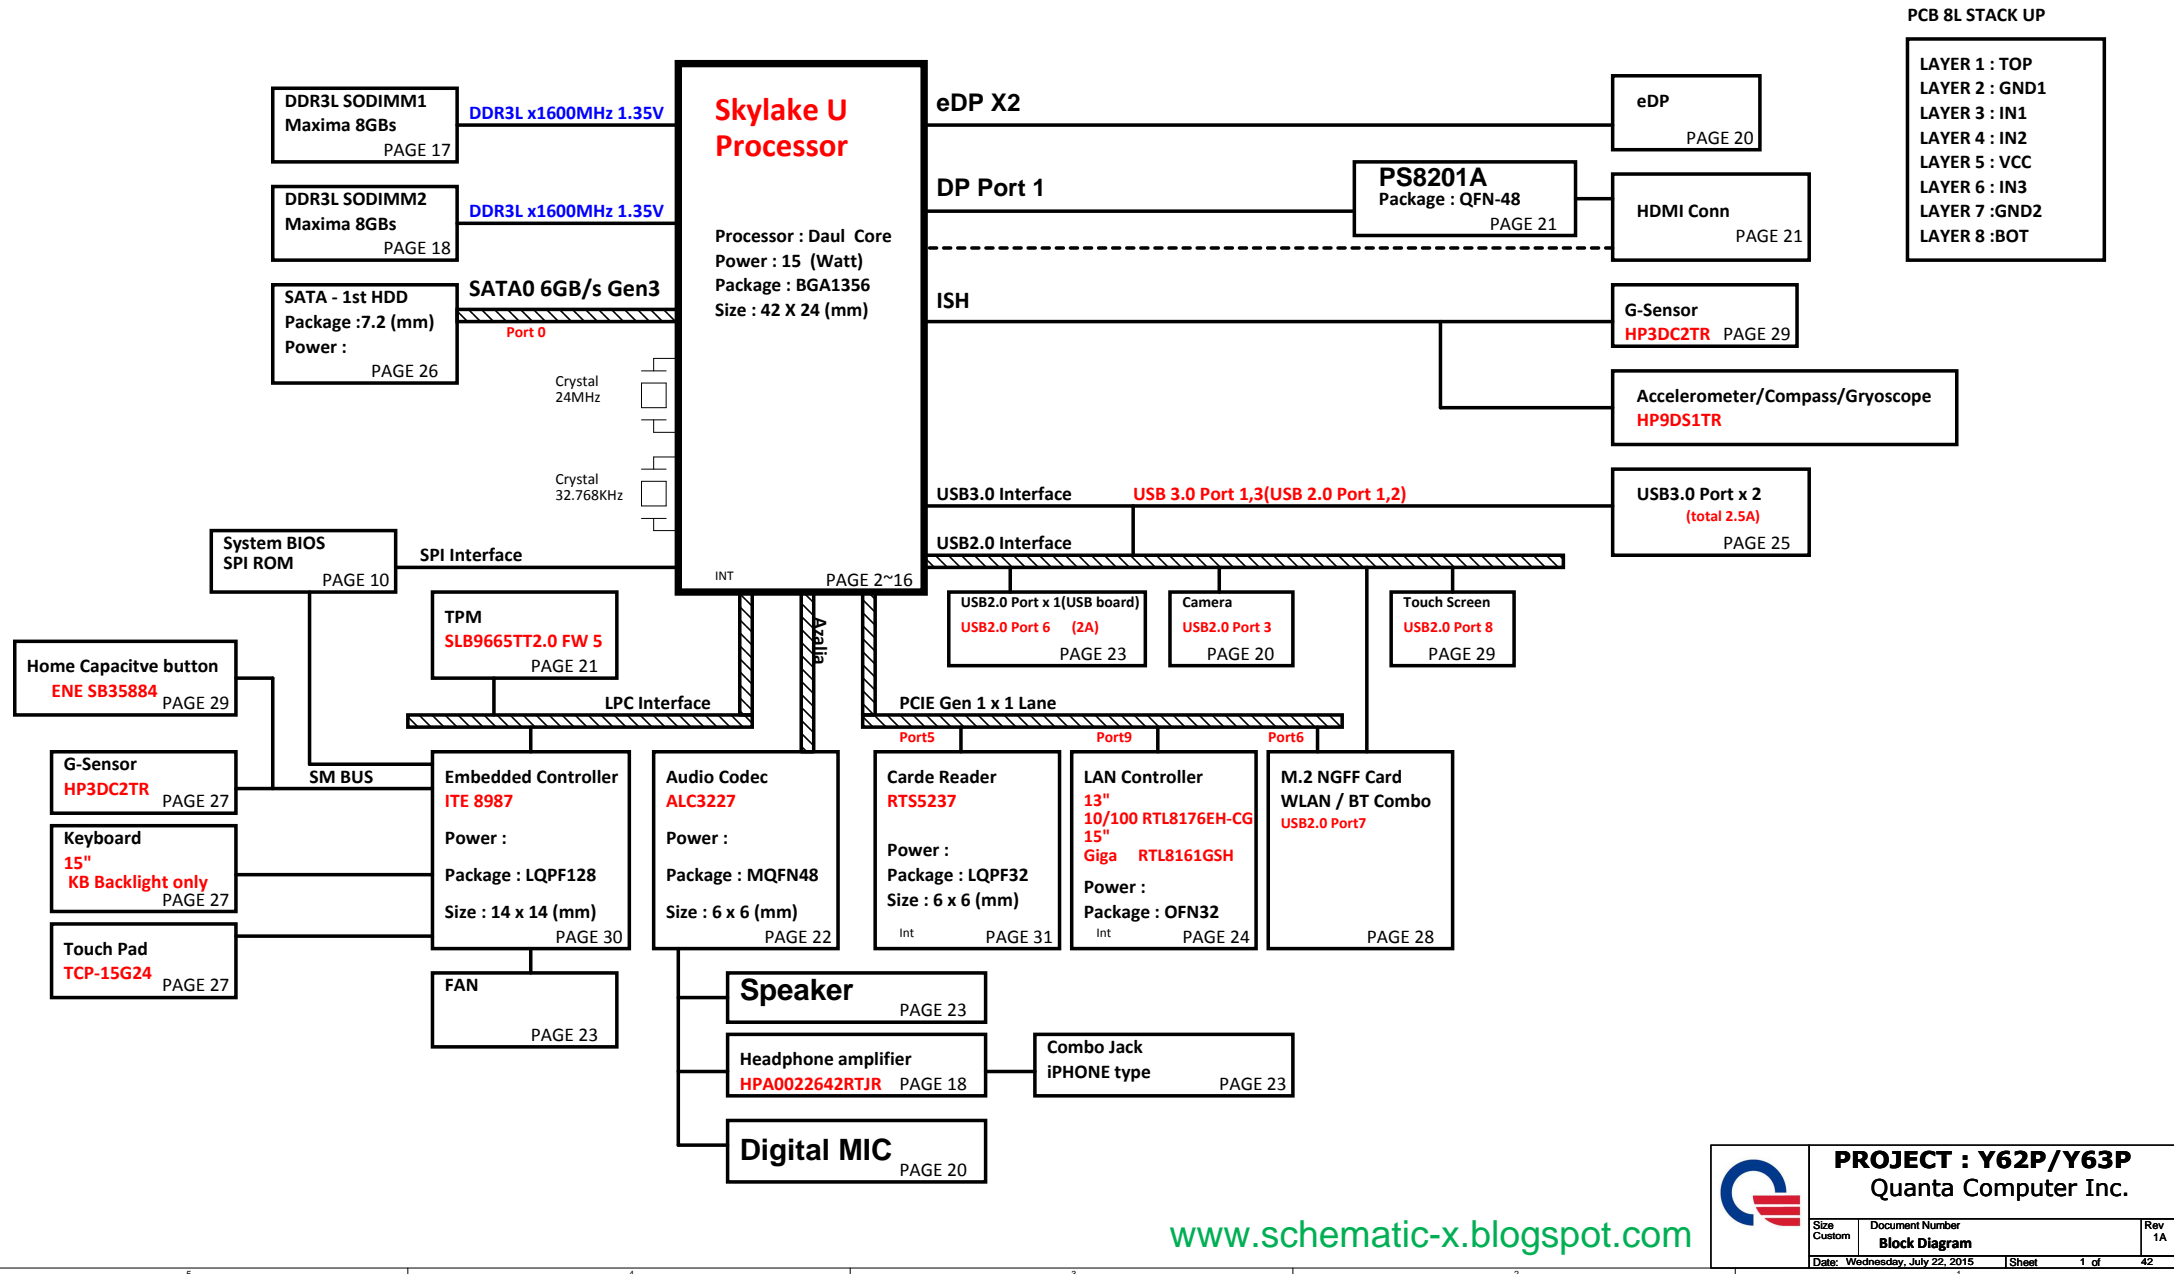 PCB 8L STACK UP
LAYER 1 : TOP
LAYER 2 : GND1
LAYER 3 : IN1
LAYER 4 : IN2
LAYER 5 : VCC
LAYER 6 : IN3
LAYER 7 :GND2
LAYER 8 :BOT
DDR3L SODIMM1
Maxima 8GBs
PAGE 17
DDR3L x1600MHz 1.35V
DDR3L SODIMM2
Maxima 8GBs
PAGE 18
DDR3L x1600MHz 1.35V
SATA - 1st HDD
Package :7.2 (mm)
Power :
PAGE 26
SATA0 6GB/s Gen3
Port 0
Crystal
24MHz
Crystal
32.768KHz
Skylake U
Processor
Processor : Daul Core
Power : 15 (Watt)
Package : BGA1356
Size : 42 X 24 (mm)
INT
PAGE 2~16
eDP X2
eDP
PAGE 20
DP Port 1
PS8201A
Package : QFN-48
PAGE 21
HDMI Conn
PAGE 21
ISH
G-Sensor
HP3DC2TR PAGE 29
Accelerometer/Compass/Gryoscope
HP9DS1TR
USB3.0 Interface
USB 3.0 Port 1,3(USB 2.0 Port 1,2)
USB3.0 Port x 2
(total 2.5A)
PAGE 25
USB2.0 Interface
USB2.0 Port x 1(USB board)
USB2.0 Port 6 (2A)
PAGE 23
Camera
USB2.0 Port 3
PAGE 20
Touch Screen
USB2.0 Port 8
PAGE 29
System BIOS
SPI ROM
PAGE 10
SPI Interface
TPM
SLB9665TT2.0 FW 5
PAGE 21
Azalia
Home Capacitve button
ENE SB35884
PAGE 29
LPC Interface
PCIE Gen 1 x 1 Lane
Port5
Port9
Port6
G-Sensor
HP3DC2TR
PAGE 27
SM BUS
Keyboard
15"
KB Backlight only
PAGE 27
Touch Pad
TCP-15G24
PAGE 27
Embedded Controller
ITE 8987
Power :
Package : LQPF128
Size : 14 x 14 (mm)
PAGE 30
Audio Codec
ALC3227
Power :
Package : MQFN48
Size : 6 x 6 (mm)
PAGE 22
Carde Reader
RTS5237
Power :
Package : LQPF32
Size : 6 x 6 (mm)
Int
PAGE 31
LAN Controller
13"
10/100 RTL8176EH-CG
15"
Giga RTL8161GSH
Power :
Package : OFN32
Int
PAGE 24
M.2 NGFF Card
WLAN / BT Combo
USB2.0 Port7
PAGE 28
FAN
PAGE 23
Speaker
PAGE 23
Headphone amplifier
HPA0022642RTJR PAGE 18
Combo Jack
iPHONE type
PAGE 23
Digital MIC
PAGE 20
www.schematic-x.blogspot.com
PROJECT : Y62P/Y63P
Quanta Computer Inc.
Size
Custom
Document Number
Block Diagram
Rev
1A
Date: Wednesday, July 22, 2015
Sheet 1 of 42
5
4
3
2
1